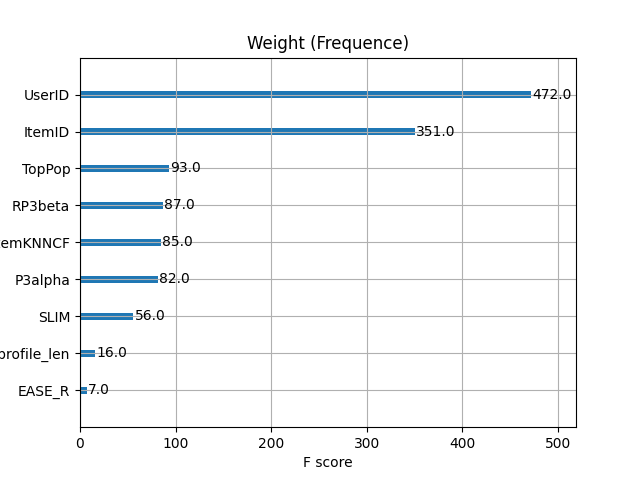 Weight (Frequence)
UserID 472.0
ItemID 351.0
TopPop 93.0
RP3beta 87.0
emKNNCF 85.0
P3alpha 82.0
SLIM 56.0
profile_len 16.0
EASE_R 7.0
0 100 200 300 400 500
F score